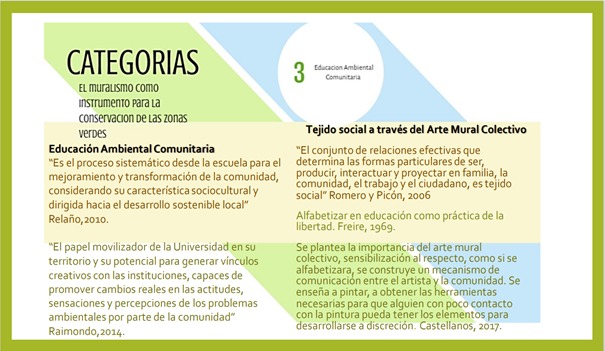 CATEGORIAS
El muralismo como
instrumento para la
conservacion de las zonas
verdes
3
Educacion Ambiental
Comunitaria
Educación Ambiental Comunitaria
“Es el proceso sistemático desde la escuela para el
mejoramiento y transformación de la comunidad,
considerando su característica sociocultural y
dirigida hacia el desarrollo sostenible local”
Relaño,2010.
“El papel movilizador de la Universidad en su
territorio y su potencial para generar vínculos
creativos con las instituciones, capaces de
promover cambios reales en las actitudes,
sensaciones y percepciones de los problemas
ambientales por parte de la comunidad”
Raimondo,2014.
Tejido social a través del Arte Mural Colectivo
“El conjunto de relaciones efectivas que
determina las formas particulares de ser,
producir, interactuar y proyectar en familia, la
comunidad, el trabajo y el ciudadano, es tejido
social” Romero y Picón, 2006
Alfabetizar en educación como práctica de la
libertad. Freire, 1969.
Se plantea la importancia del arte mural
colectivo, sensibilización al respecto, como si se
alfabetizara, se construye un mecanismo de
comunicación entre el artista y la comunidad. Se
enseña a pintar, a obtener las herramientas
necesarias para que alguien con poco contacto
con la pintura pueda tener los elementos para
desarrollarse a discreción. Castellanos, 2017.